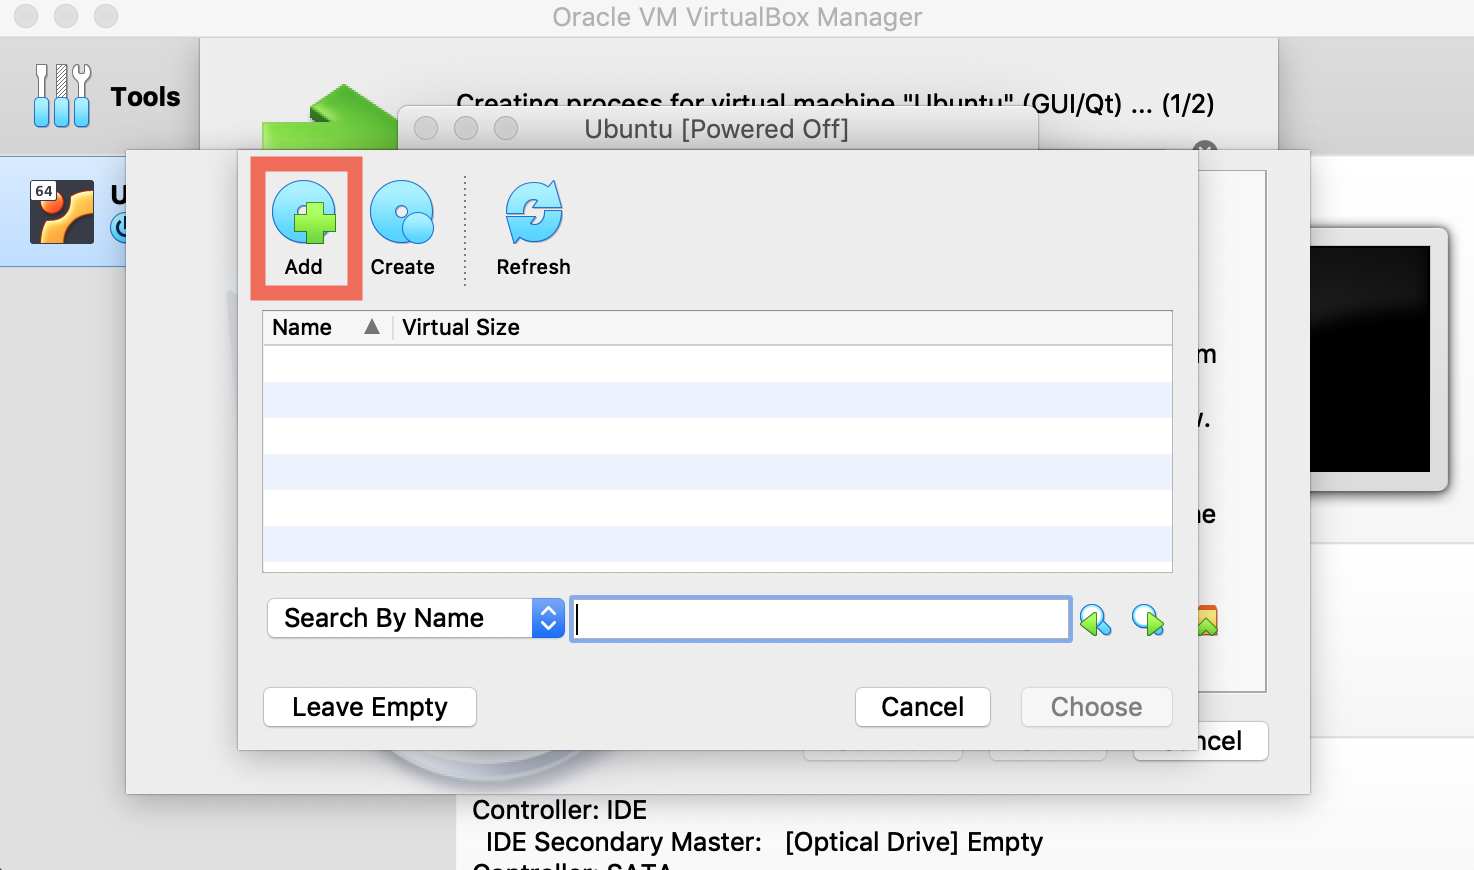 Oracle VM VirtualBox Manager
Tools
Creating process for virtual machine "Ubuntu" (GUI/Qt) ... (1/2)
Ubuntu [Powered Off]
64
U
Add
Create
Refresh
Name
Virtual Size
m
Search By Name
Leave Empty
Cancel
Choose
ncel
Controller: IDE
IDE Secondary Master: [Optical Drive] Empty
Controller: SATA